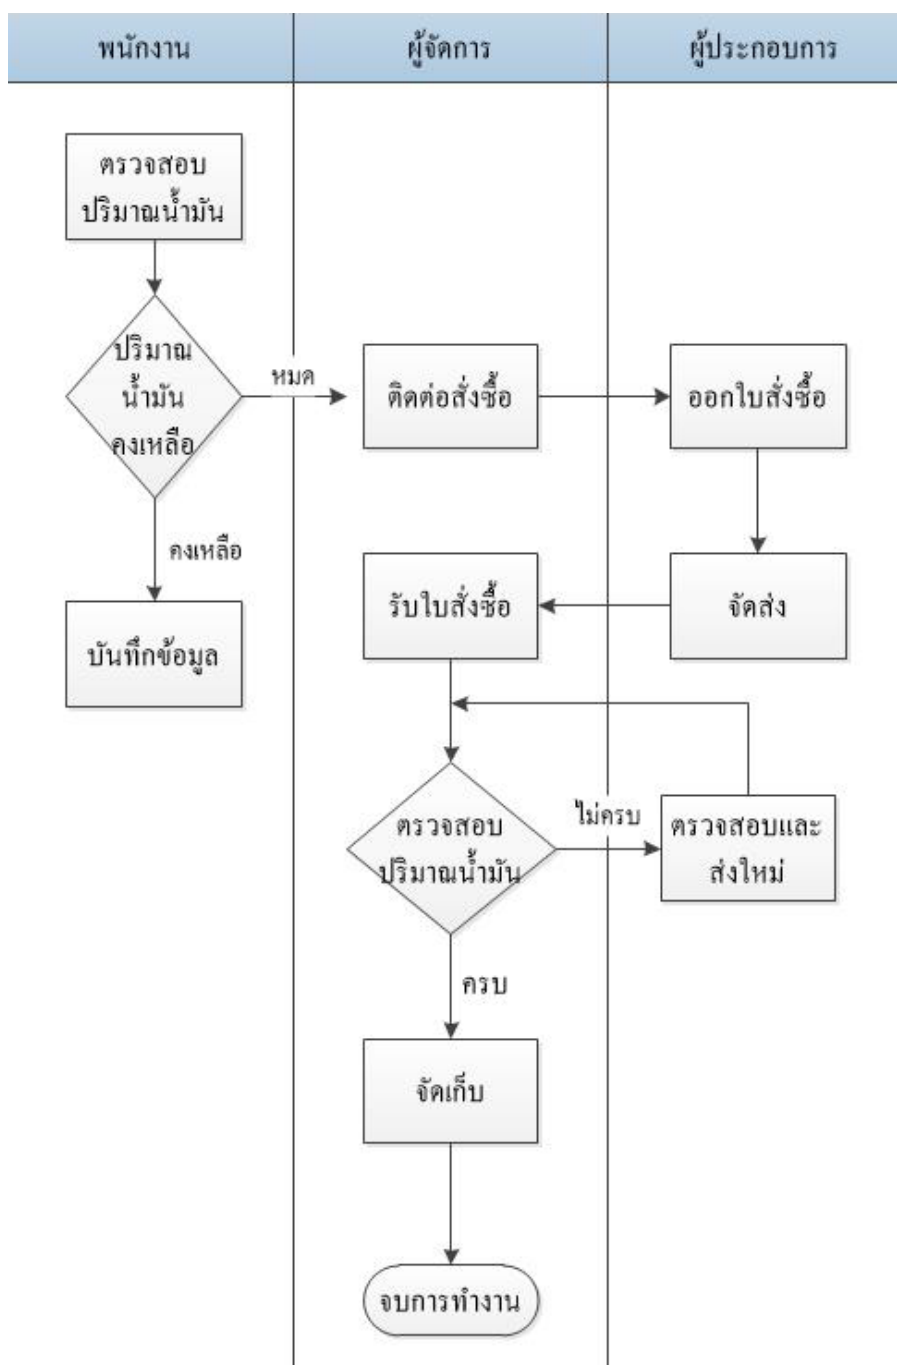 พนักงาน
ผู้จัดการ
ผู้ประกอบการ
ตรวจสอบ
ปริมาณน้ำมัน
ปริมาณ
น้ำมัน
คงเหลือ
หมด
ติดต่อสั่งซื้อ
ออกใบสั่งซื้อ
คงเหลือ
บันทึกข้อมูล
รับใบสั่งซื้อ
จัดส่ง
ตรวจสอบ
ปริมาณน้ำมัน
ไม่ครบ
ตรวจสอบและ
ส่งใหม่
ครบ
จัดเก็บ
จบการทำงาน